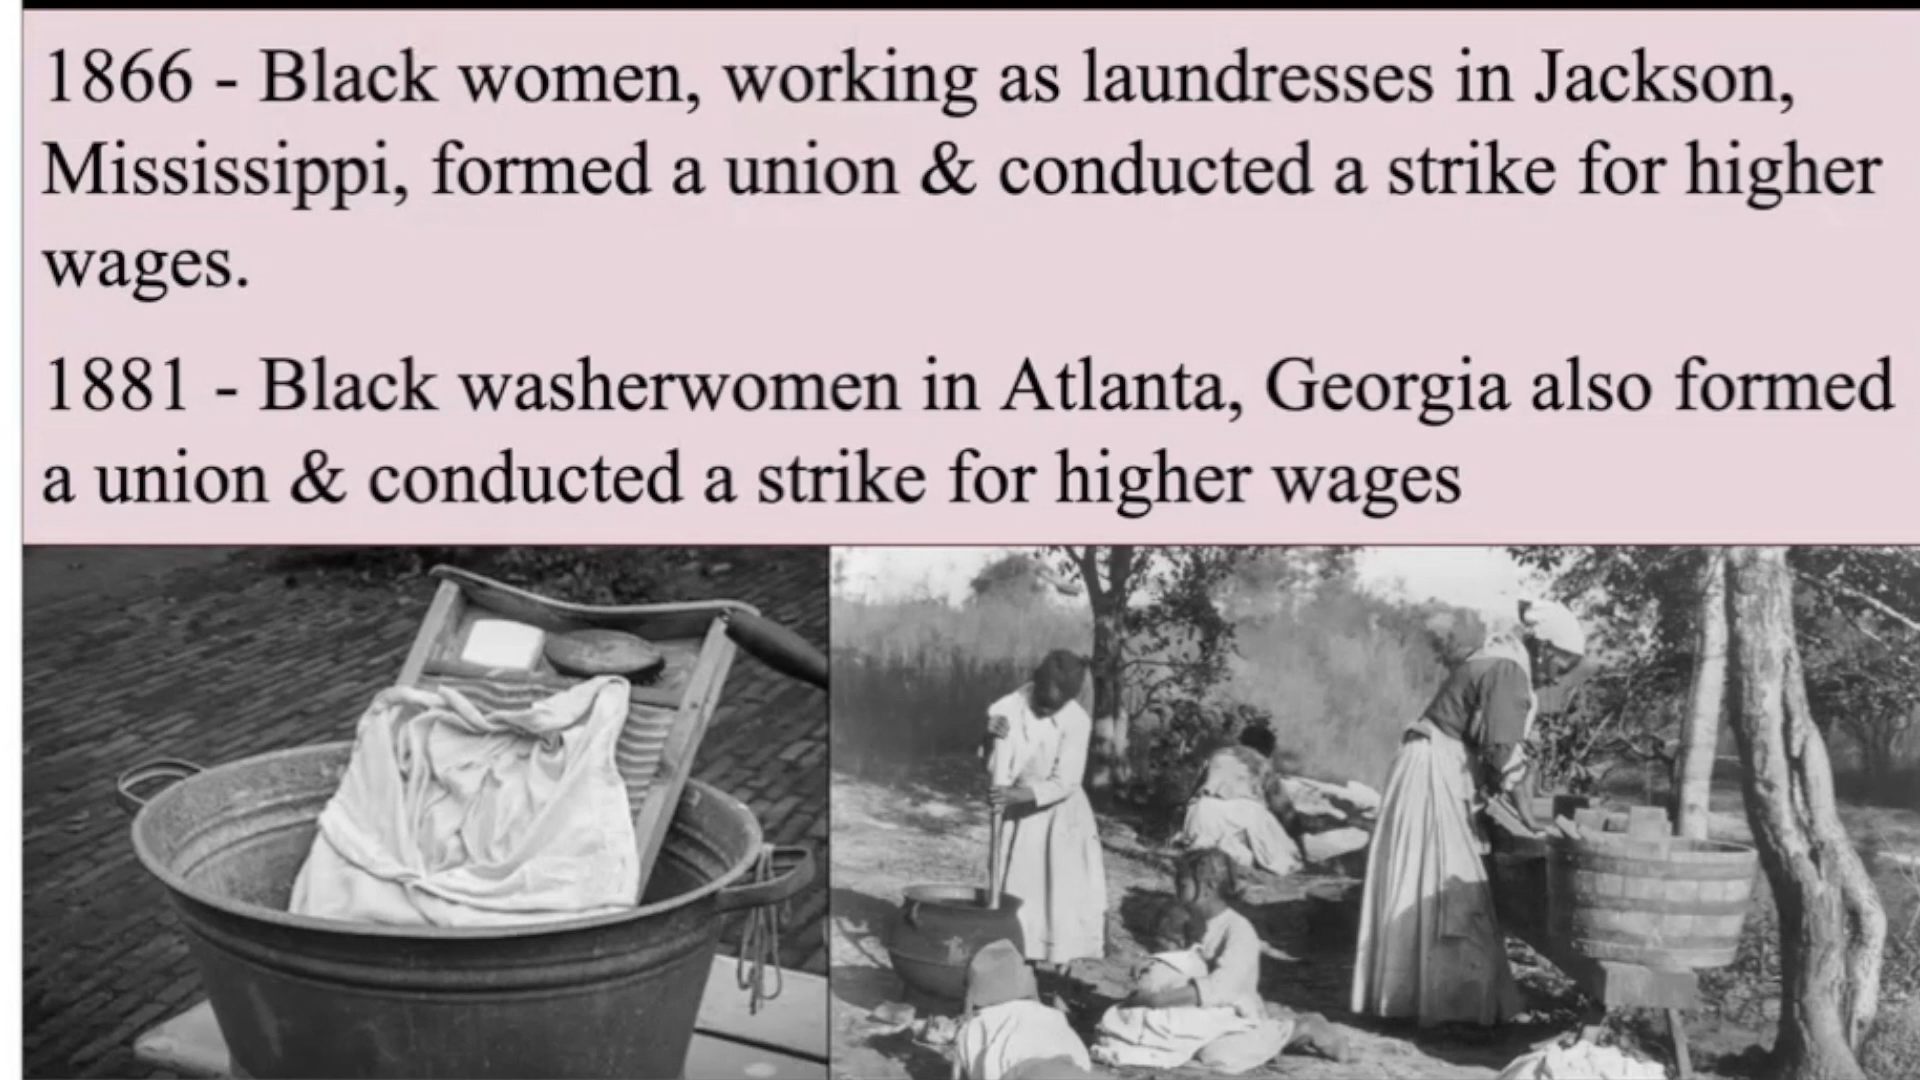 1866 - Black women, working as laundresses in Jackson,
Mississippi, formed a union & conducted a strike for higher
wages.
1881 - Black washerwomen in Atlanta, Georgia also formed
a union & conducted a strike for higher wages